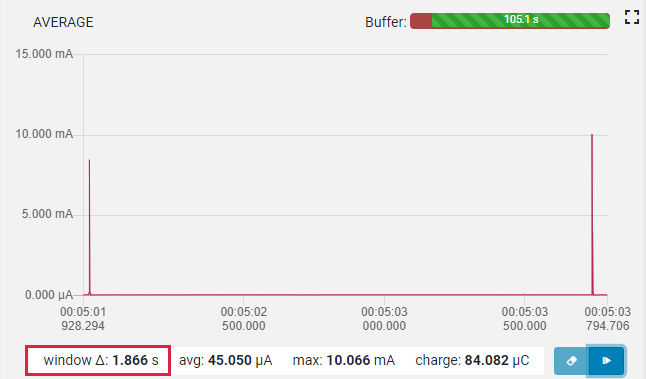 AVERAGE
Buffer: 105.1 s
15.000 mA
10.000 mA
5.000 mA
0.000 µA
00:05:01 00:05:02 00:05:03 00:05:03 00:05:03
928.294 500.000 000.000 500.000 794.706
window Δ: 1.866 s avg: 45.050 µA max: 10.066 mA charge: 84.082 µC